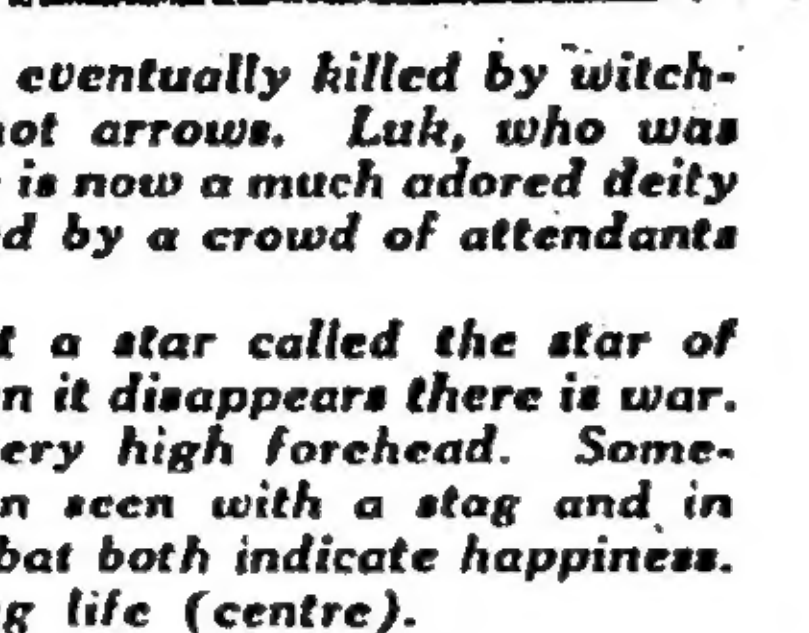 eventually killed by witch-
not arrows. Luk, who was
is now a much adored deity
by a crowd of attendants
a star called the star of
it disappears there is war.
high forehead. Some-
seen with a stag and in
both indicate happiness.
life (centre).